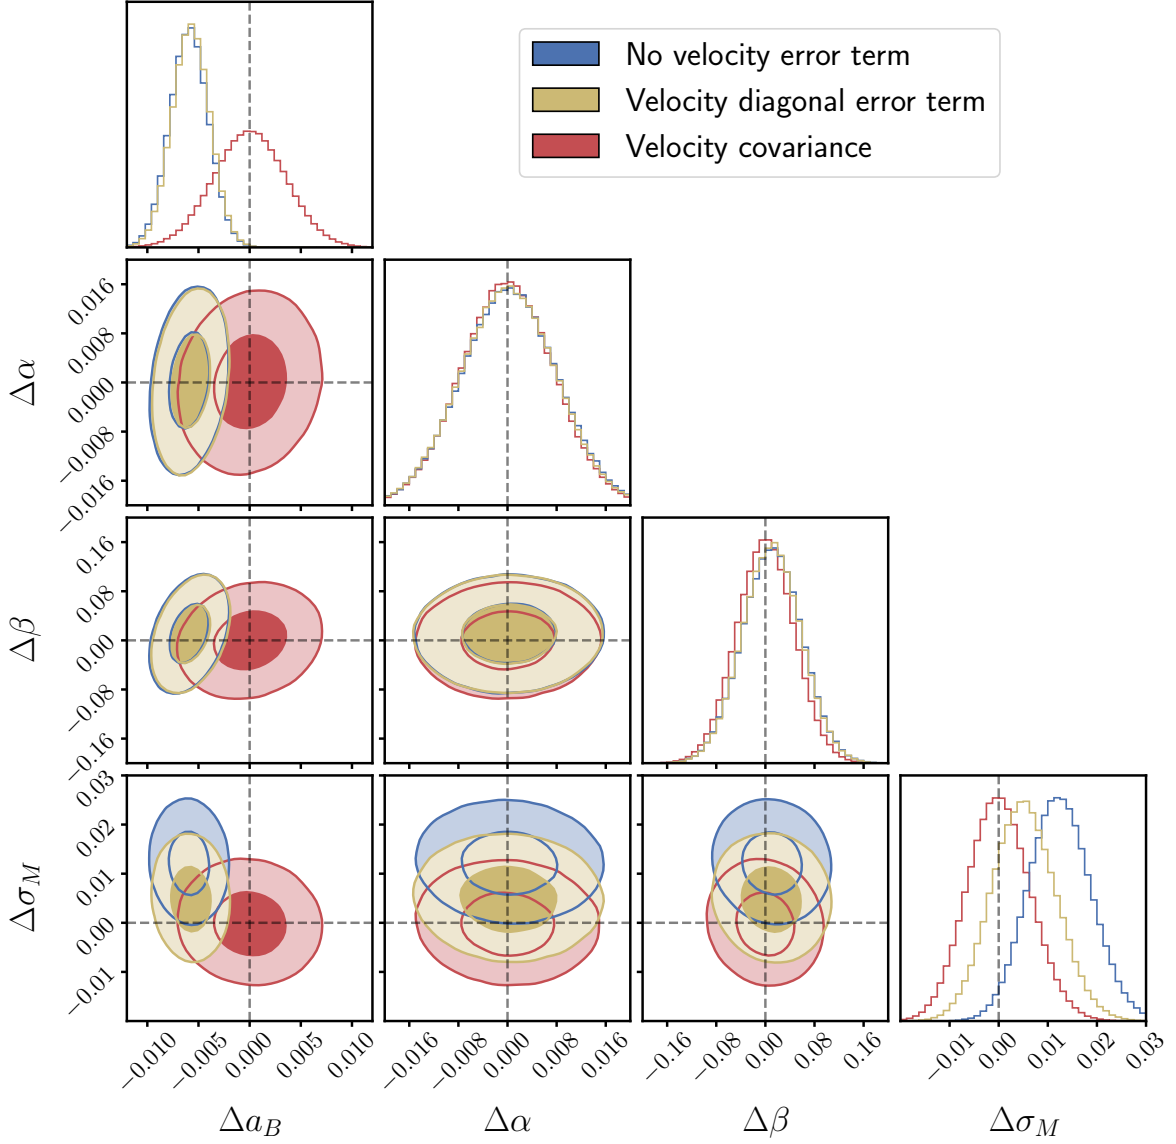 No velocity error term
Velocity diagonal error term
Velocity covariance
Δα
0.016
0.008
0.000
−0.008
−0.016
Δβ
0.16
0.08
0.00
−0.08
−0.16
Δσ_M
0.03
0.02
0.01
0.00
−0.01
−0.010 −0.005 0.000 0.005 0.010
−0.016 −0.008 0.000 0.008
−0.16 −0.08 0.00 0.08 0.16
−0.01 0.00 0.01 0.02 0.03
Δa_B Δα Δβ Δσ_M